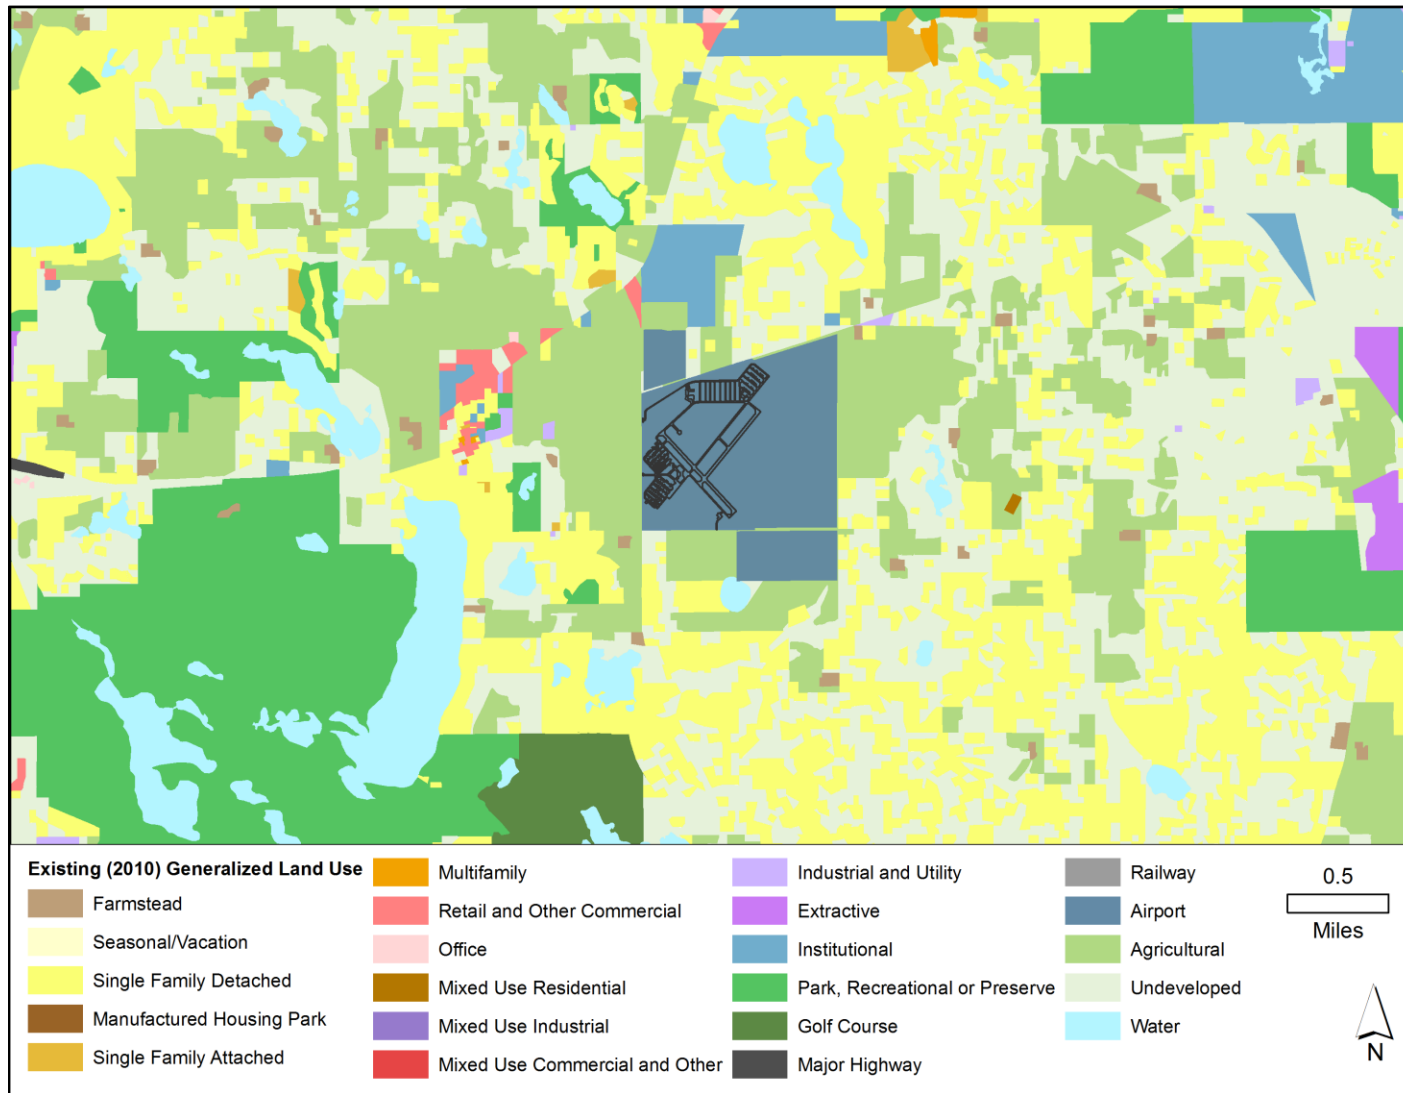 Existing (2010) Generalized Land Use
Farmstead
Seasonal/Vacation
Single Family Detached
Manufactured Housing Park
Single Family Attached
Multifamily
Retail and Other Commercial
Office
Mixed Use Residential
Mixed Use Industrial
Mixed Use Commercial and Other
Industrial and Utility
Extractive
Institutional
Park, Recreational or Preserve
Golf Course
Major Highway
Railway
Airport
Agricultural
Undeveloped
Water
0.5
Miles
N